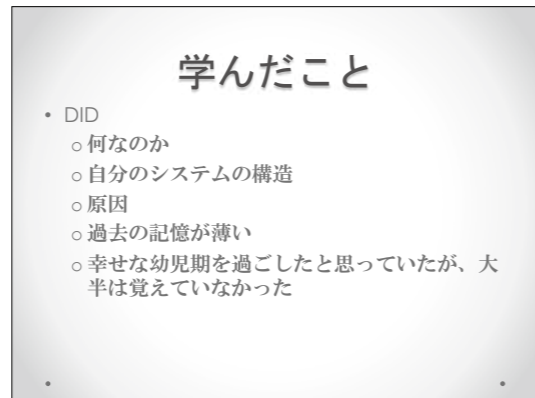 学んだこと
• DID
o 何なのか
o 自分のシステムの構造
o 原因
o 過去の記憶が薄い
o 幸せな幼児期を過ごしたと思っていたが、大
半は覚えていなかった